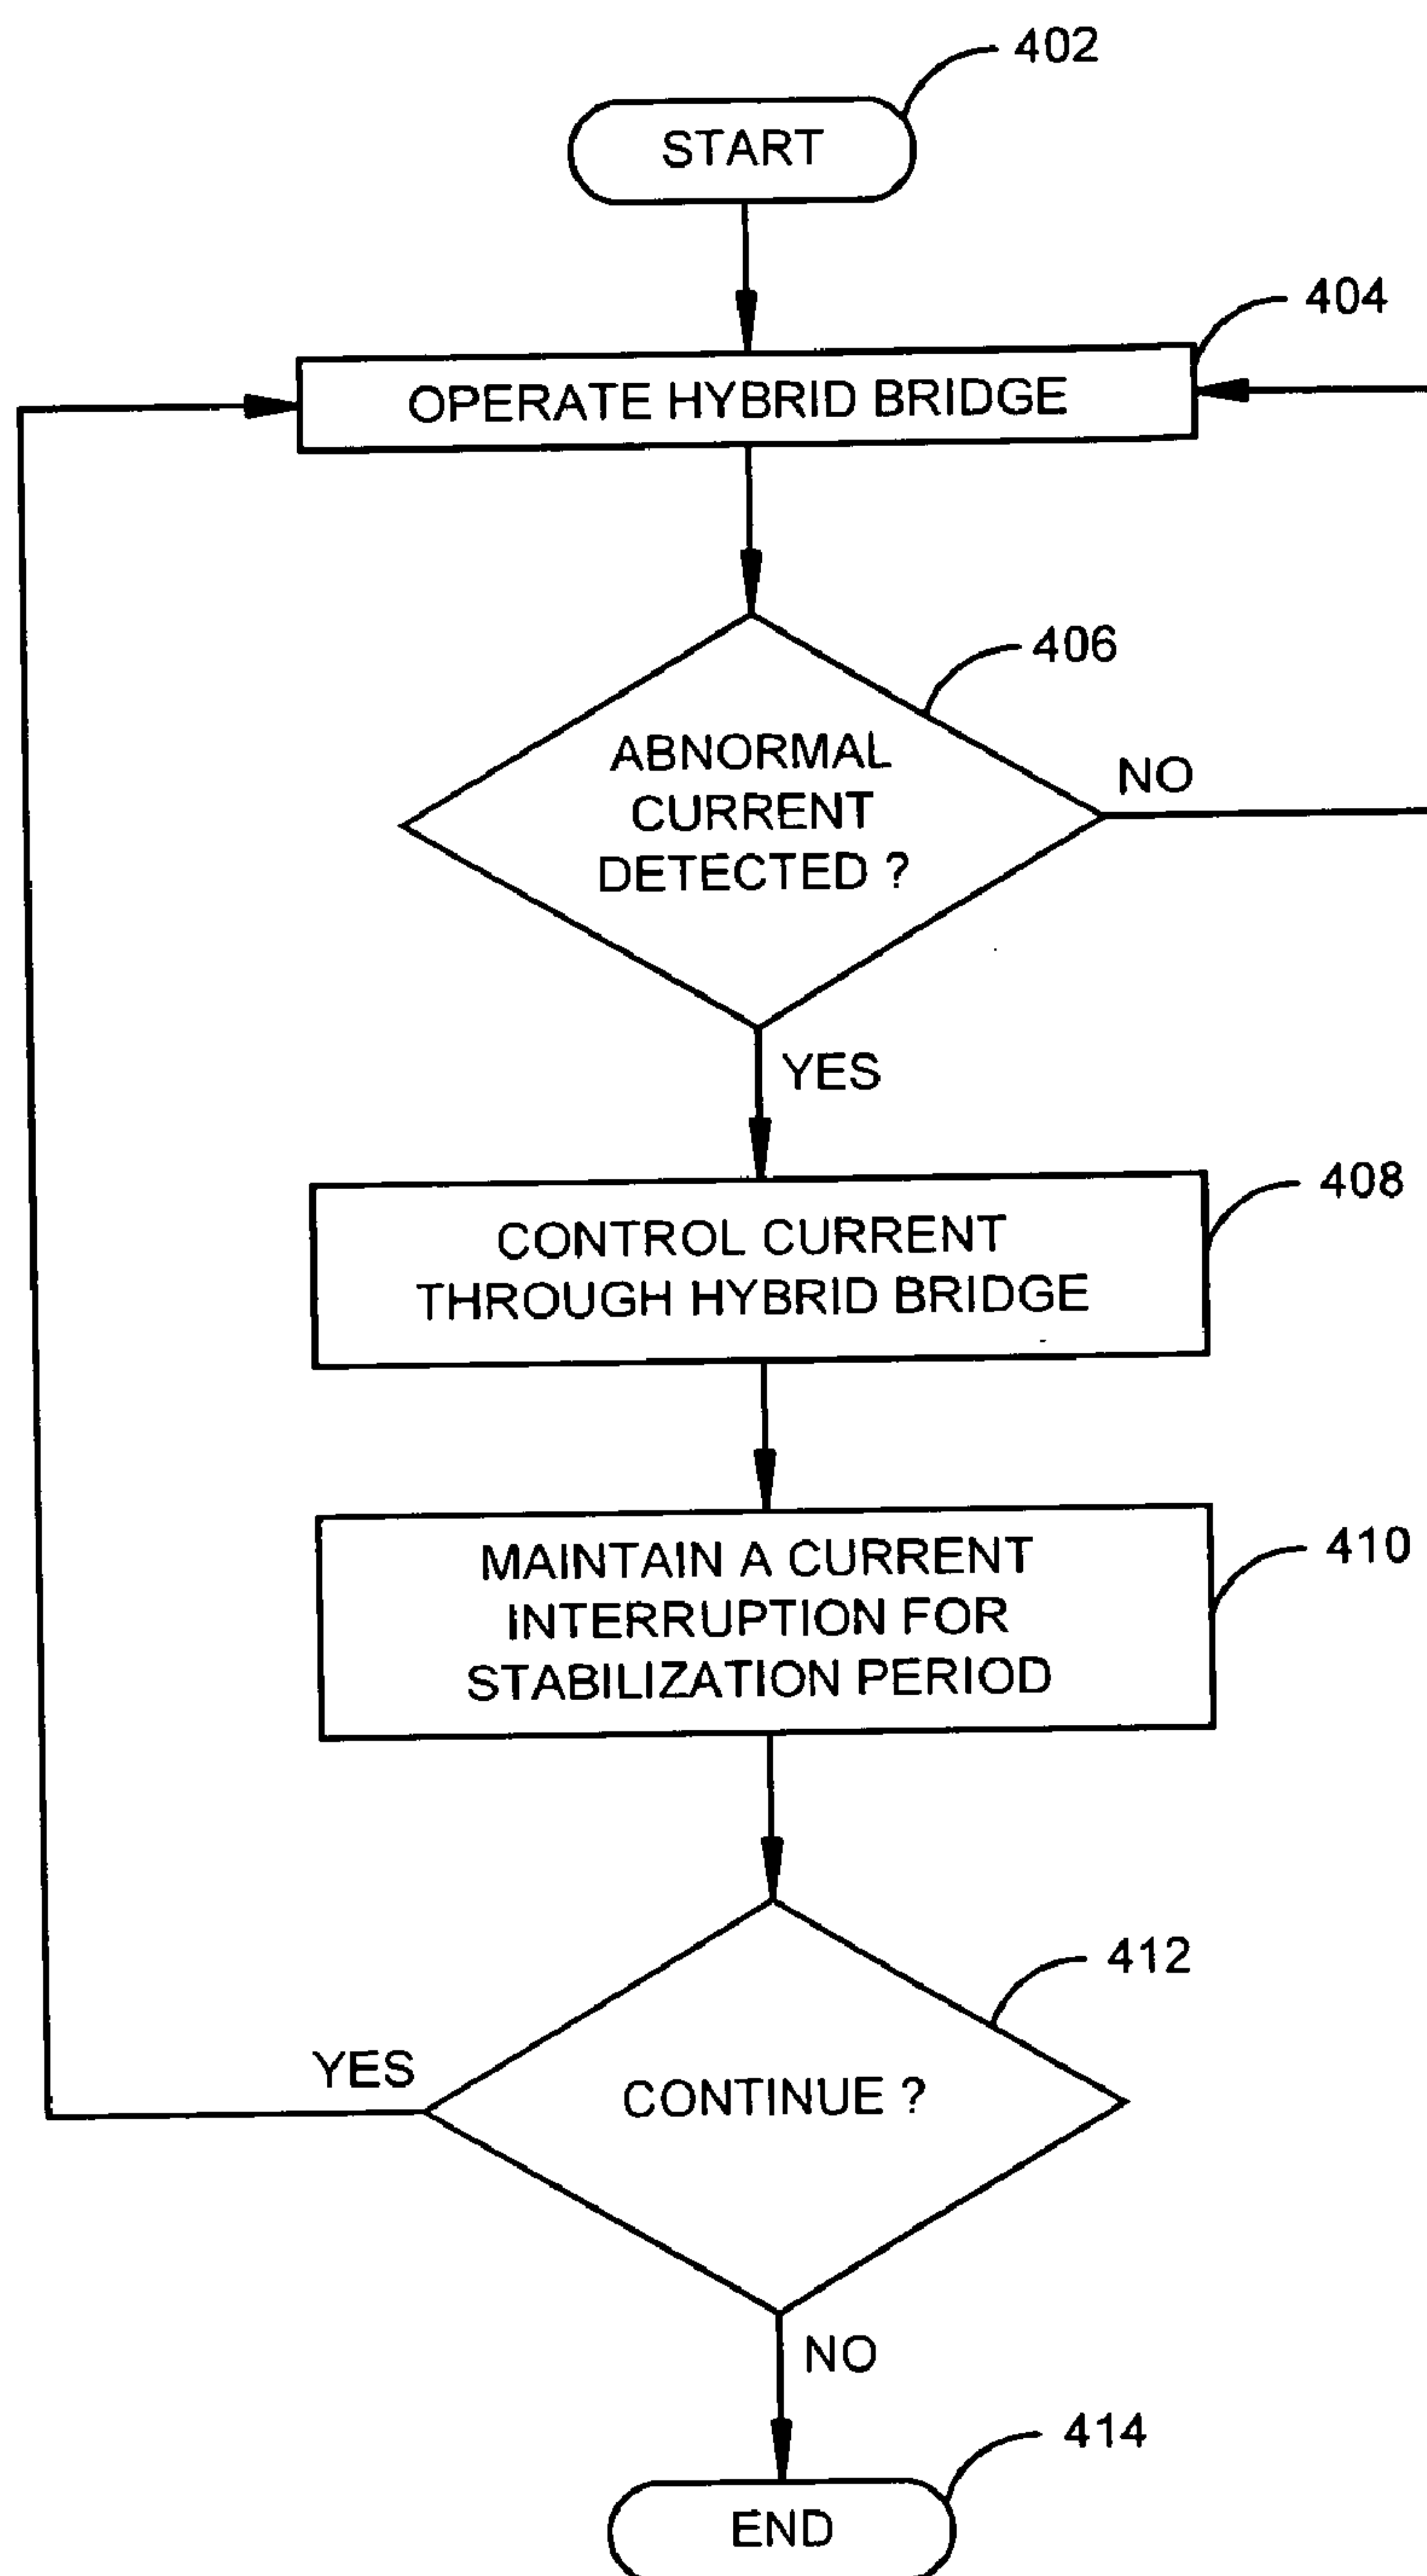 402
START
404
OPERATE HYBRID BRIDGE
406
ABNORMAL
CURRENT
DETECTED ?
NO
YES
408
CONTROL CURRENT
THROUGH HYBRID BRIDGE
410
MAINTAIN A CURRENT
INTERRUPTION FOR
STABILIZATION PERIOD
412
YES
CONTINUE ?
NO
414
END